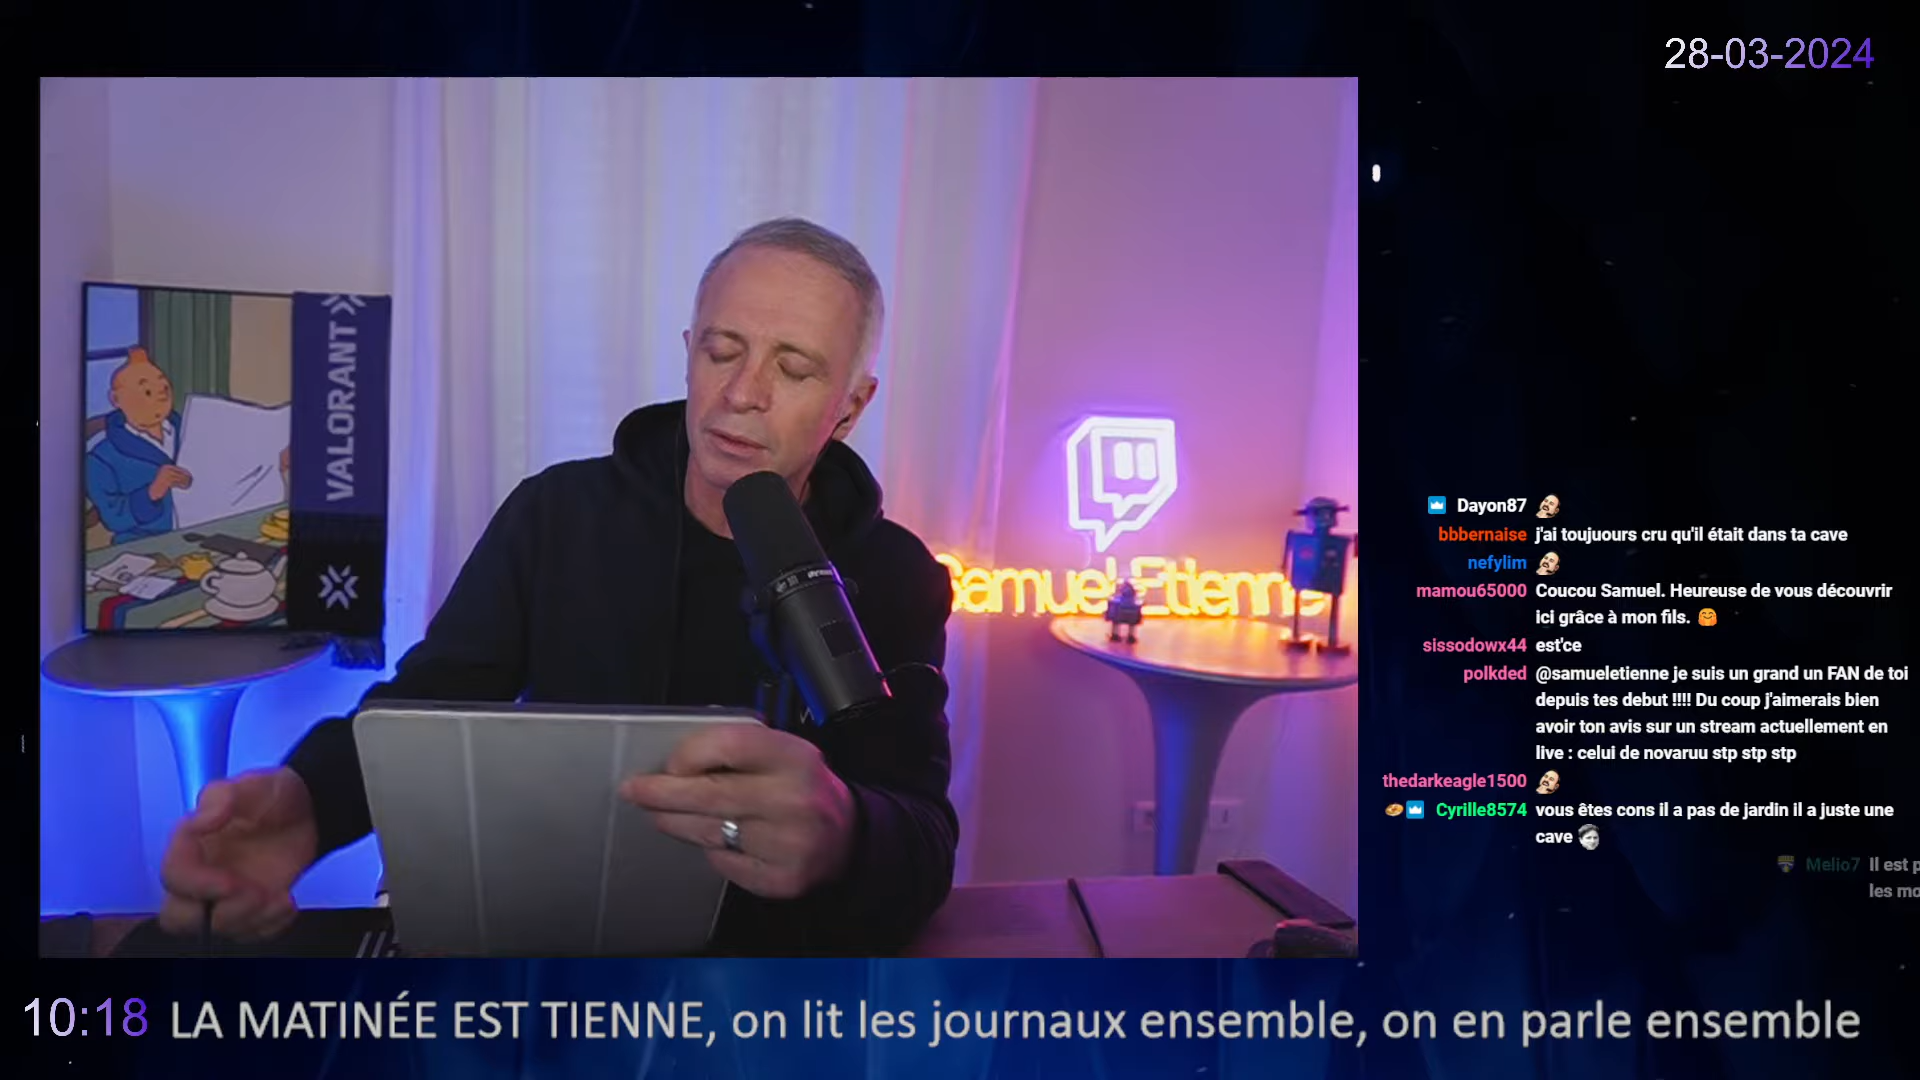 28-03-2024
VALORANT
Samuel Etienne
Dayon87
bbbernaise j'ai toujuours cru qu'il était dans ta cave
nefylim
mamou65000 Coucou Samuel. Heureuse de vous découvrir
ici grâce à mon fils.
sissodowx44 est'ce
polkded @samueletienne je suis un grand un FAN de toi
depuis tes debut !!!! Du coup j'aimerais bien
avoir ton avis sur un stream actuellement en
live : celui de novaruu stp stp stp
thedarkeagle1500
Cyrille8574 vous êtes cons il a pas de jardin il a juste une
cave
Melio7 Il est
les
10:18 LA MATINÉE EST TIENNE, on lit les journaux ensemble, on en parle ensemble